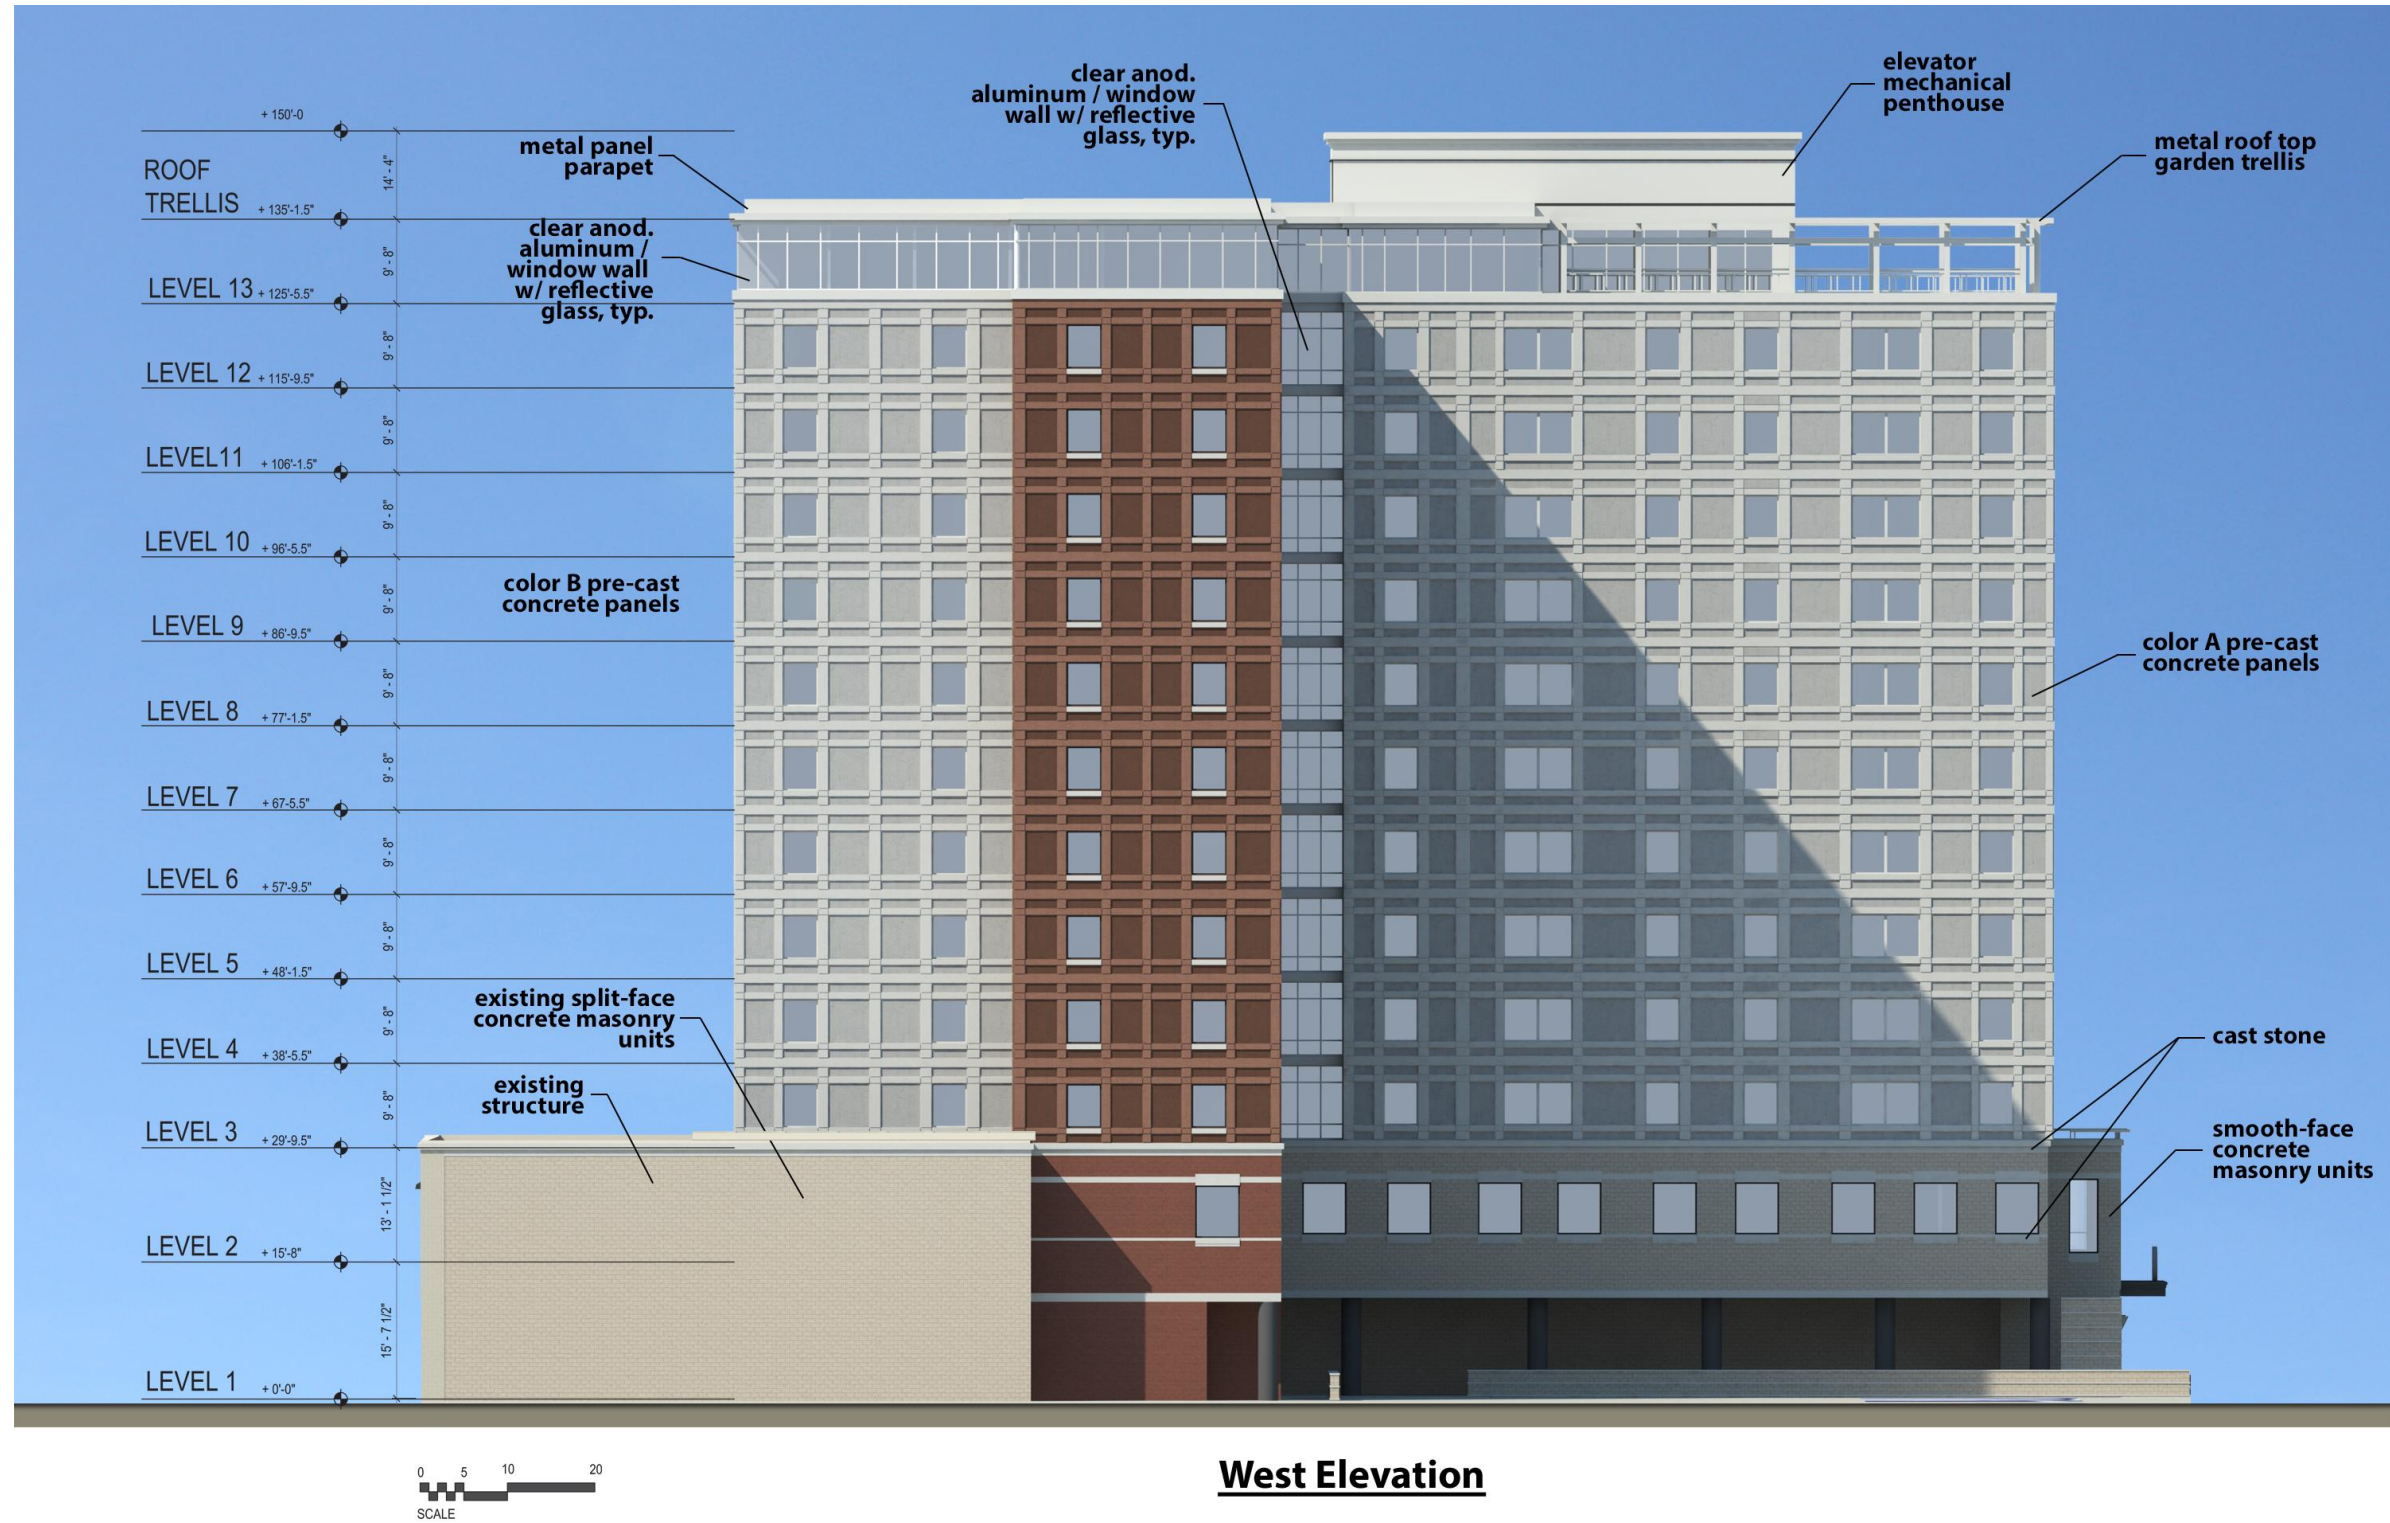 clear anod.
aluminum / window
wall w/ reflective
glass, typ.
elevator
mechanical
penthouse
+ 150'-0
metal panel
parapet
metal roof top
garden trellis
ROOF
TRELLIS + 135'-1.5"
14' - 4"
clear anod.
aluminum /
window wall
w/ reflective
glass, typ.
9' - 8"
LEVEL 13 + 125'-5.5"
9' - 8"
LEVEL 12 + 115'-9.5"
9' - 8"
LEVEL11 + 106'-1.5"
9' - 8"
LEVEL 10 + 96'-5.5"
color B pre-cast
concrete panels
9' - 8"
LEVEL 9 + 86'-9.5"
color A pre-cast
concrete panels
9' - 8"
LEVEL 8 + 77'-1.5"
9' - 8"
LEVEL 7 + 67-5.5"
9' - 8"
LEVEL 6 + 57'-9.5"
9' - 8"
LEVEL 5 + 48'-1.5"
existing split-face
concrete masonry
units
9' - 8"
LEVEL 4 + 38'-5.5"
cast stone
existing
structure
9' - 8"
LEVEL 3 + 29'-9.5"
smooth-face
concrete
masonry units
13' - 1 1/2"
LEVEL 2 + 15'-8"
15' - 7 1/2"
LEVEL 1 + 0'-0"
0 5 10 20
SCALE
West Elevation